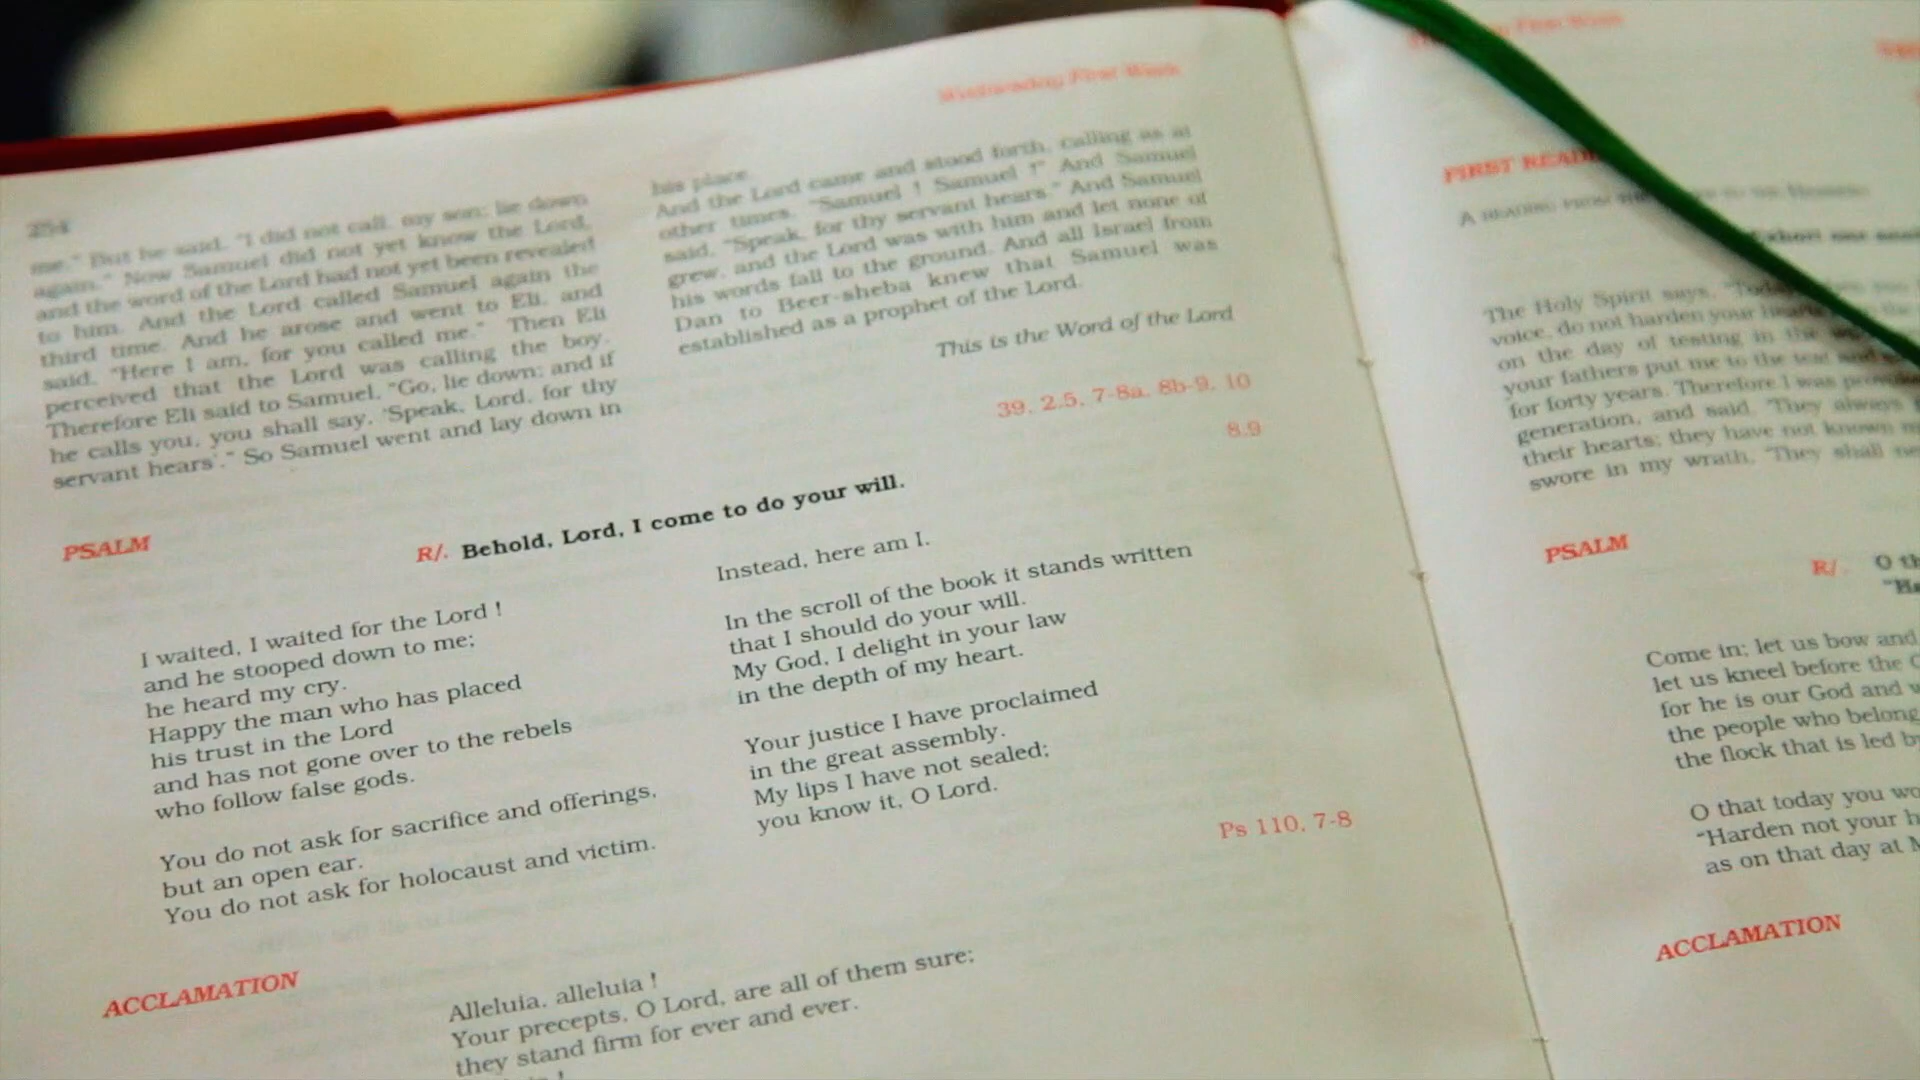 Wednesday First Week
254
me." But he said, "I did not call, my son; lie down
again." Now Samuel did not yet know the Lord,
and the word of the Lord had not yet been revealed
to him. And the Lord called Samuel again the
third time. And he arose and went to Eli, and
said, "Here I am, for you called me." Then Eli
perceived that the Lord was calling the boy.
Therefore Eli said to Samuel, "Go, lie down; and if
he calls you, you shall say, 'Speak, Lord, for thy
servant hears'." So Samuel went and lay down in
his place.
And the Lord came and stood forth, calling as at
other times, "Samuel ! Samuel !" And Samuel
said, "Speak, for thy servant hears." And Samuel
grew, and the Lord was with him and let none of
his words fall to the ground. And all Israel from
Dan to Beer-sheba knew that Samuel was
established as a prophet of the Lord.
This is the Word of the Lord
39, 2.5, 7-8a, 8b-9, 10
8.9
PSALM
R/. Behold, Lord, I come to do your will.
I waited, I waited for the Lord !
and he stooped down to me;
he heard my cry.
Happy the man who has placed
his trust in the Lord
and has not gone over to the rebels
who follow false gods.
You do not ask for sacrifice and offerings,
but an open ear.
You do not ask for holocaust and victim.
Instead, here am I.
In the scroll of the book it stands written
that I should do your will.
My God, I delight in your law
in the depth of my heart.
Your justice I have proclaimed
in the great assembly.
My lips I have not sealed;
you know it, O Lord.
Ps 110, 7-8
ACCLAMATION
Alleluia, alleluia !
Your precepts, O Lord, are all of them sure;
they stand firm for ever and ever.
First Week
FIRST READ
A READING FROM THE TO THE
The Holy Spirit says, "Today
voice, do not harden your hearts
on the day of testing in the
your fathers put me to the test and
for forty years. Therefore I was
generation, and said, 'They always
their hearts; they have not known
swore in my wrath, 'They shall
PSALM
R/. O th
"Ha
Come in; let us bow and
let us kneel before the
for he is our God and
the people who belong
the flock that is led b
O that today you wo
"Harden not your h
as on that day at M
ACCLAMATION